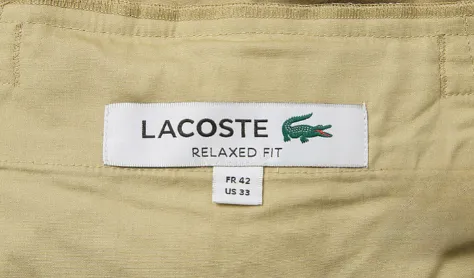 LACOSTE
RELAXED FIT
FR 42
US 33